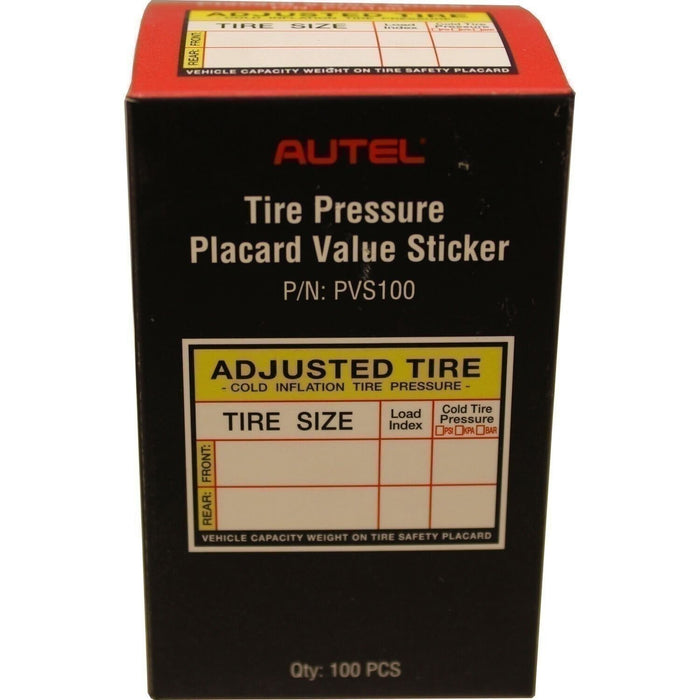 ADJUSTED TIRE
TIRE SIZE
Load
Index
Cold Tire
Pressure
REAR: FRONT:
VEHICLE CAPACITY WEIGHT ON TIRE SAFETY PLACARD
AUTEL
Tire Pressure
Placard Value Sticker
P/N: PVS100
ADJUSTED TIRE
- COLD INFLATION TIRE PRESSURE -
TIRE SIZE
Load
Index
Cold Tire
Pressure
PSI KPA BAR
FRONT:
REAR:
VEHICLE CAPACITY WEIGHT ON TIRE SAFETY PLACARD
Qty: 100 PCS